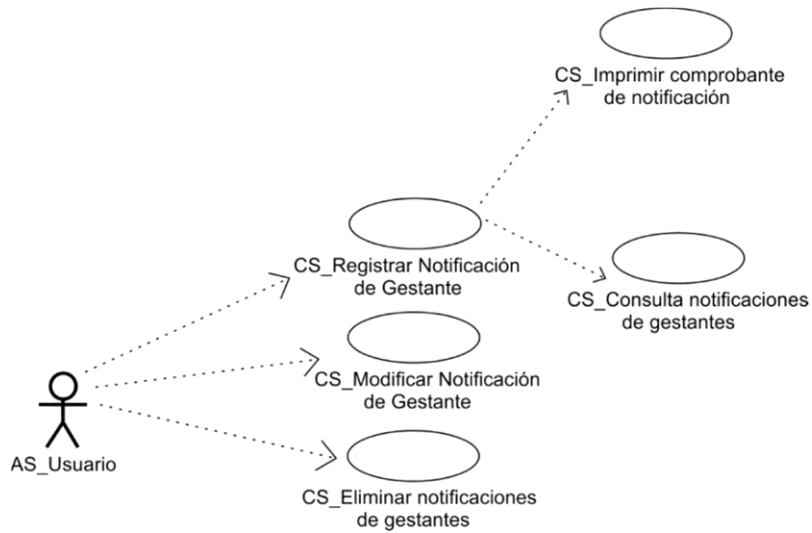 CS_Imprimir comprobante
de notificación
CS_Registrar Notificación
de Gestante
CS_Consulta notificaciones
de gestantes
CS_Modificar Notificación
de Gestante
AS_Usuario
CS_Eliminar notificaciones
de gestantes